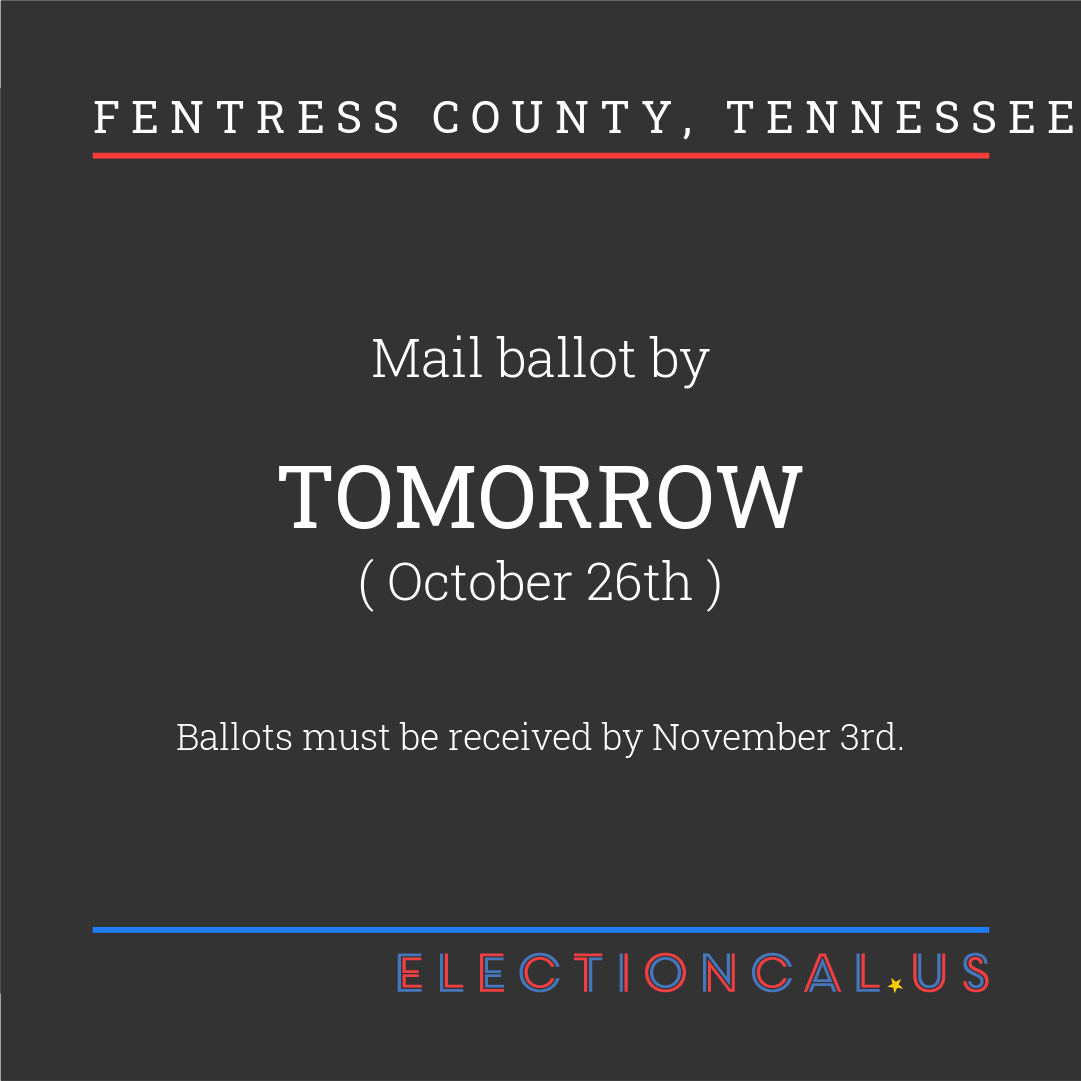 FENTRESS COUNTY, TENNESSEE
Mail ballot by
TOMORROW
( October 26th )
Ballots must be received by November 3rd.
ELECTIONCAL.US